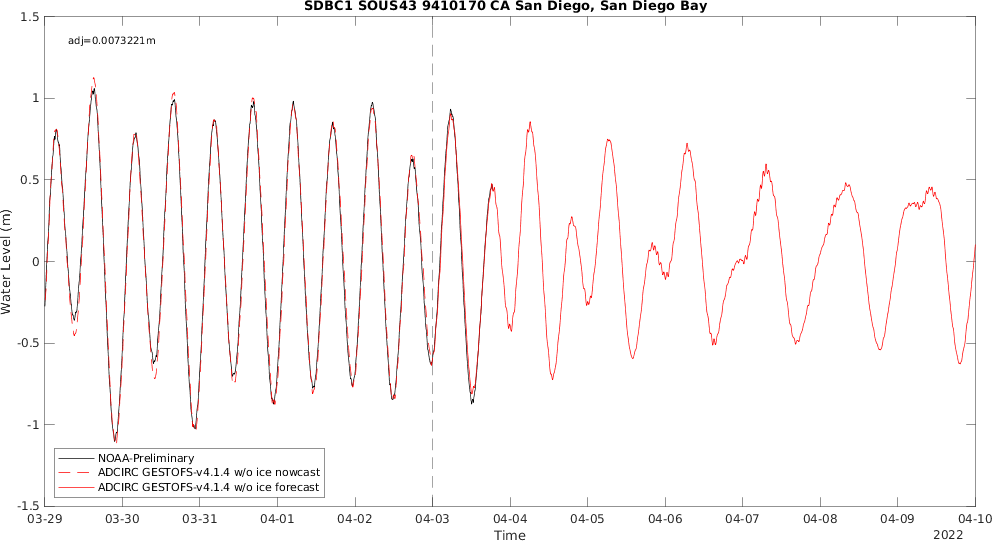 SDBC1 SOUS43 9410170 CA San Diego, San Diego Bay
adj=0.0073221m
1.5
1
0.5
0
-0.5
-1
-1.5
Water Level (m)
NOAA-Preliminary
ADCIRC GESTOFS-v4.1.4 w/o ice nowcast
ADCIRC GESTOFS-v4.1.4 w/o ice forecast
03-29 03-30 03-31 04-01 04-02 04-03 04-04 04-05 04-06 04-07 04-08 04-09 04-10
Time
2022